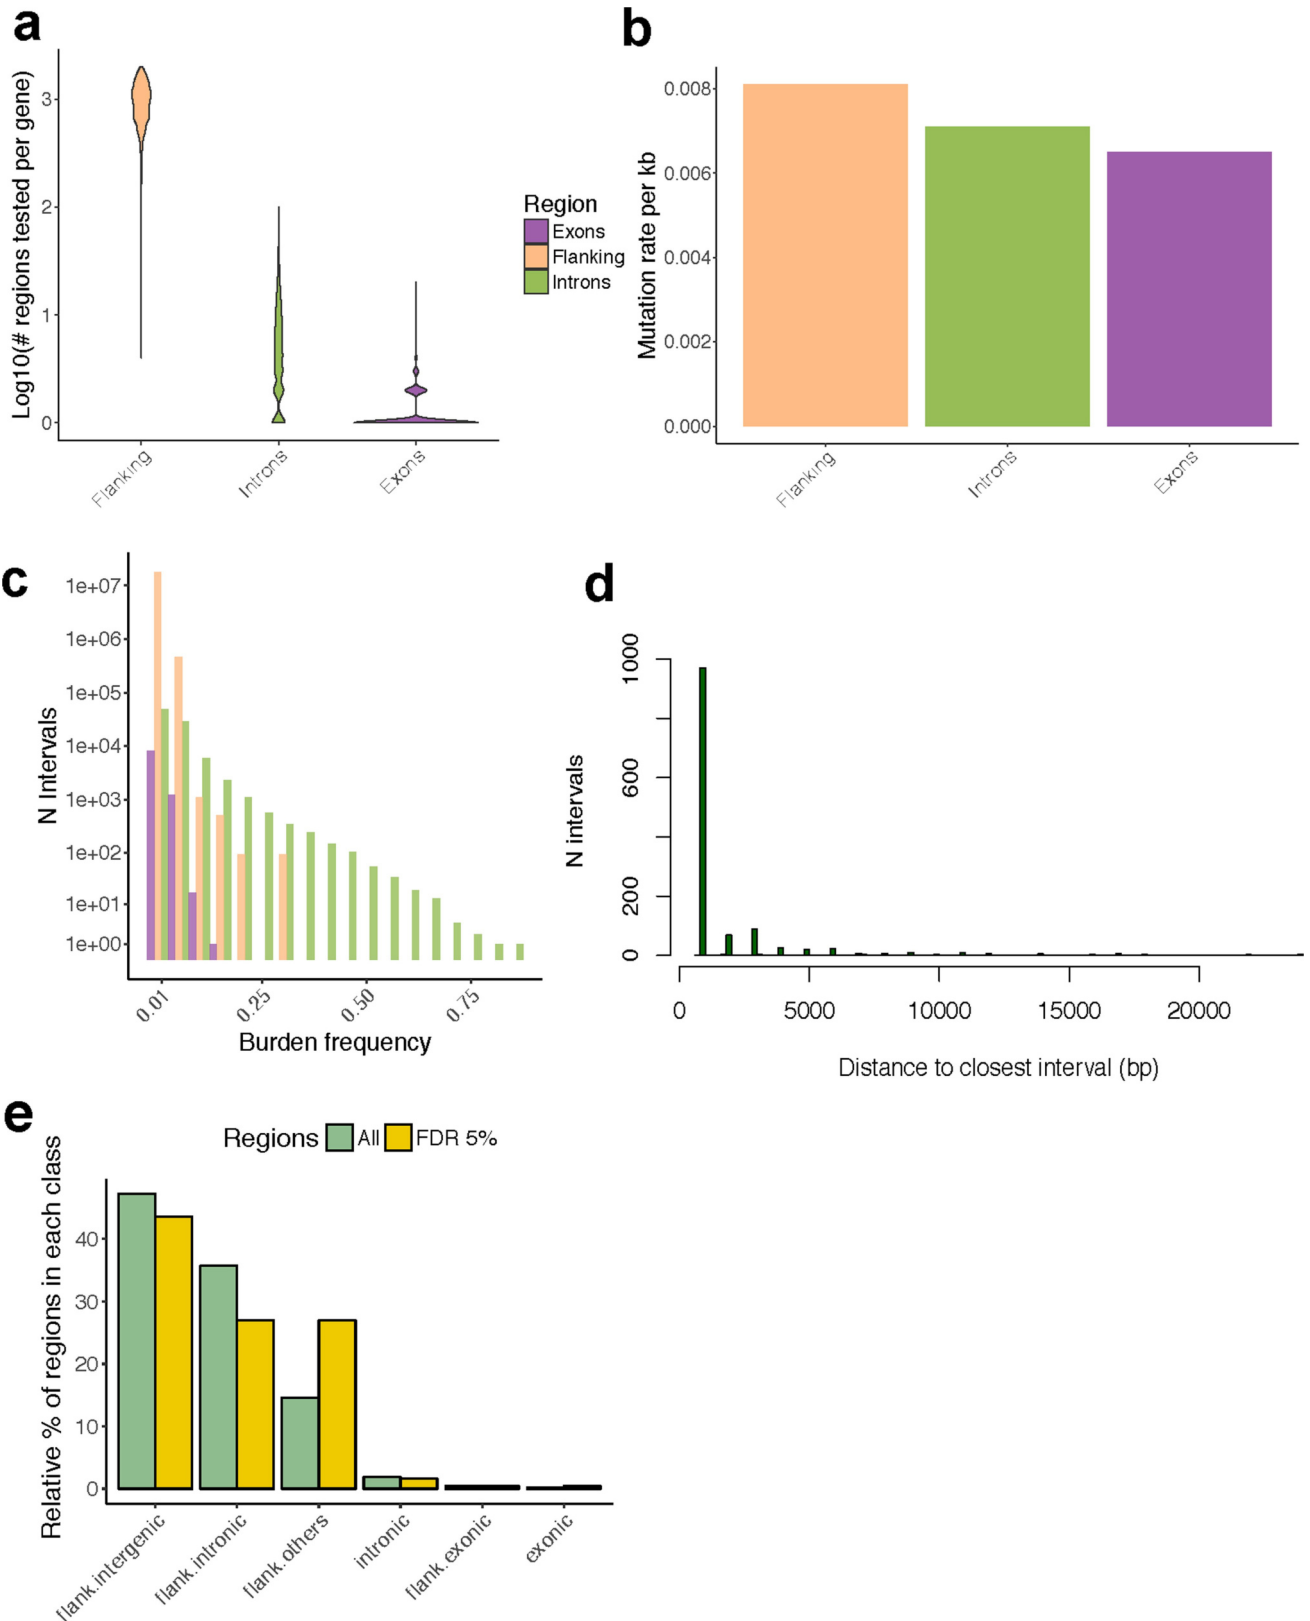 a
Log10(# regions tested per gene)
3
2
1
0
Flanking
Introns
Exons
Region
Exons
Flanking
Introns
b
Mutation rate per kb
0.008
0.006
0.004
0.002
0.000
Flanking
Introns
Exons
c
N Intervals
1e+07
1e+06
1e+05
1e+04
1e+03
1e+02
1e+01
1e+00
0.01
0.25
0.50
0.75
Burden frequency
d
N intervals
1000
600
200
0
0
5000
10000
15000
20000
Distance to closest interval (bp)
e
Regions All FDR 5%
Relative % of regions in each class
40
30
20
10
0
flank.intergenic
flank.intronic
flank.others
intronic
flank.exonic
exonic